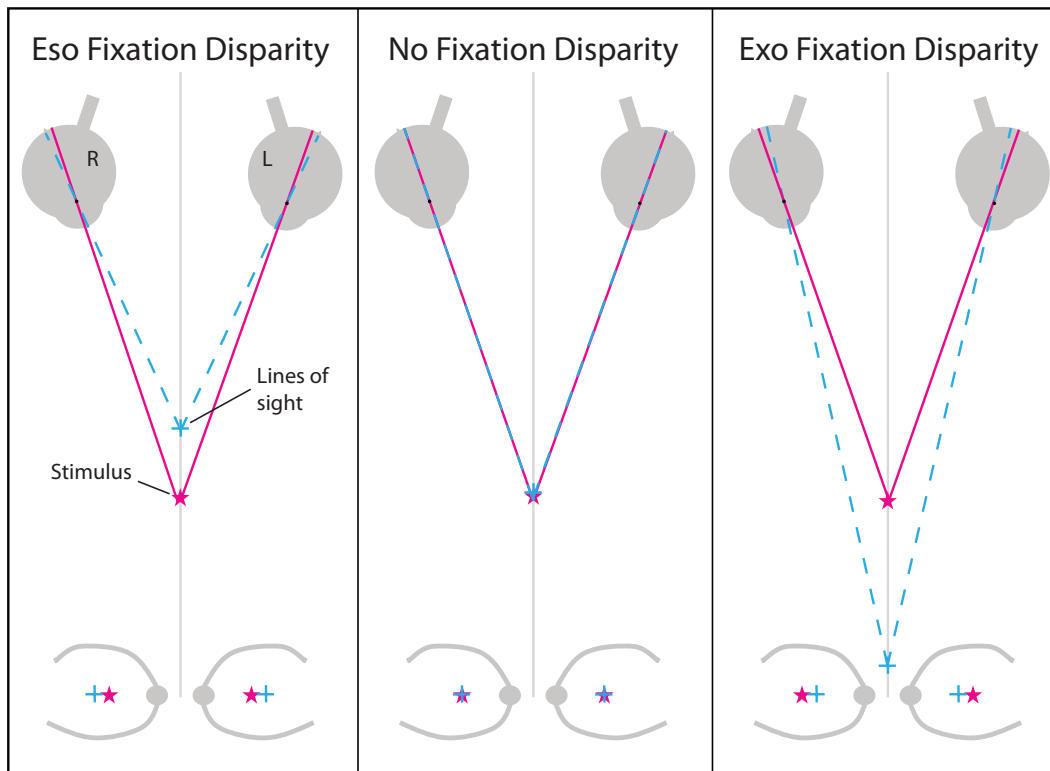 Eso Fixation Disparity
No Fixation Disparity
Exo Fixation Disparity
R
L
Lines of
sight
Stimulus